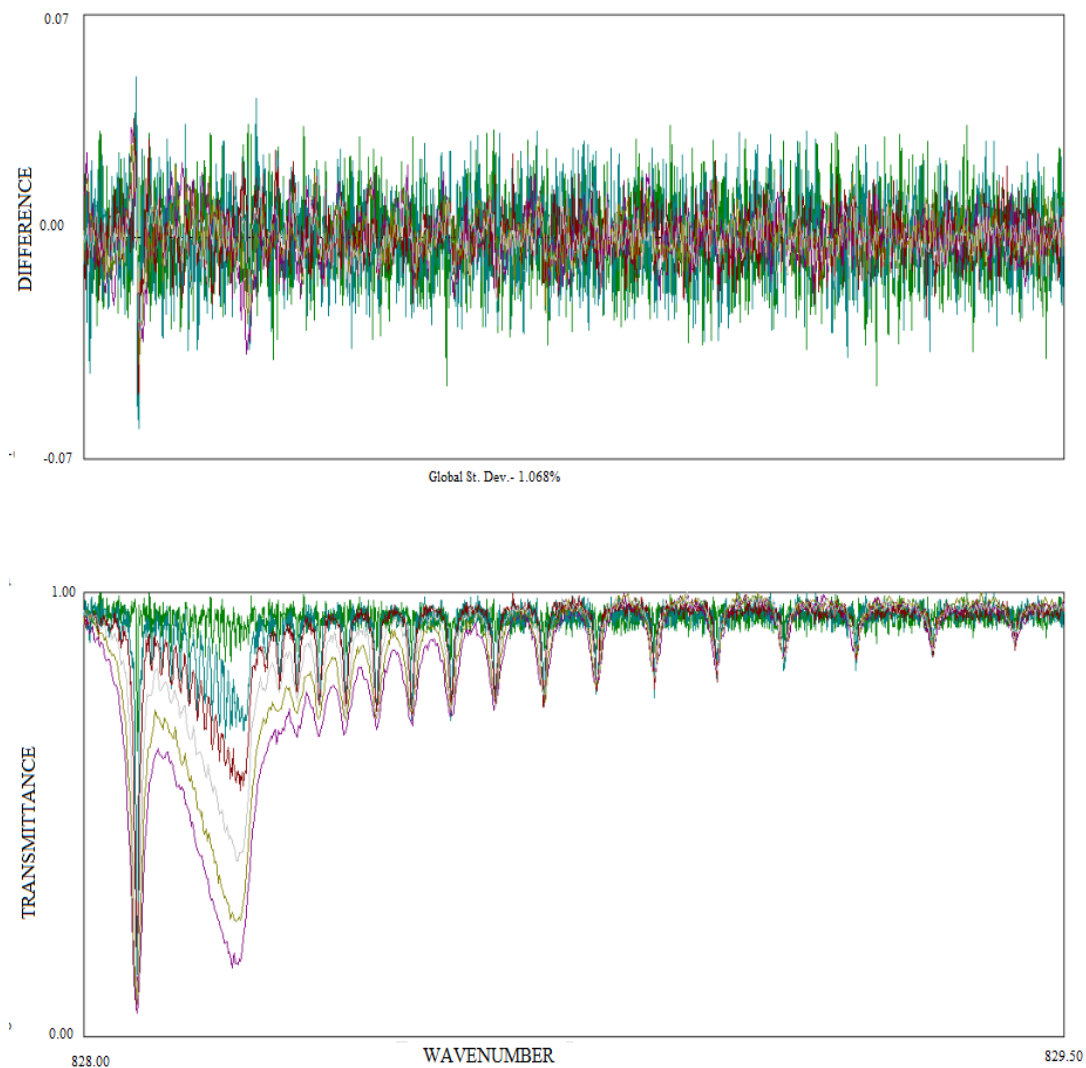 0.07
DIFFERENCE
0.00
-0.07
Global St. Dev.- 1.068%
1.00
TRANSMITTANCE
0.00
828.00
WAVENUMBER
829.50